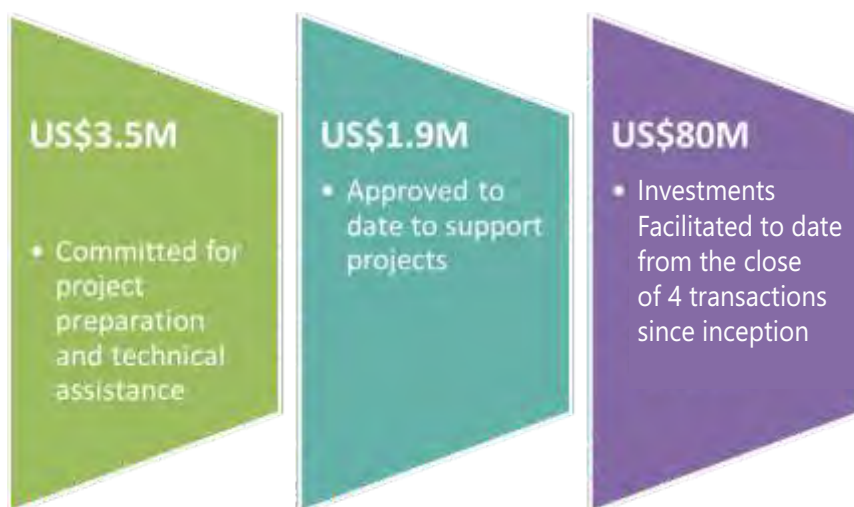 US$3.5M
• Committed for
project
preparation
and technical
assistance
US$1.9M
• Approved to
date to support
projects
US$80M
• Investments
Facilitated to date
from the close
of 4 transactions
since inception